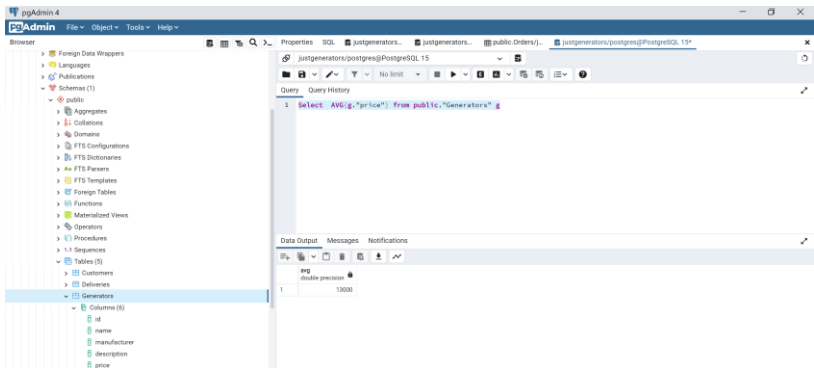 pgAdmin 4
pgAdmin File Object Tools Help
Browser
Properties SQL justgenerators... justgenerators... public.Orders/j... justgenerators/postgres@PostgreSQL 15*
Foreign Data Wrappers
Languages
Publications
Schemas (1)
public
Aggregates
Collations
Domains
FTS Configurations
FTS Dictionaries
FTS Parsers
FTS Templates
Foreign Tables
Functions
Materialized Views
Operators
Procedures
1..3 Sequences
Tables (5)
Customers
Deliveries
Generators
Columns (6)
id
name
manufacturer
description
price
justgenerators/postgres@PostgreSQL 15
No limit
Query Query History
1 Select AVG(g."price") from public."Generators" g
Data Output Messages Notifications
avg
double precision
1 13000